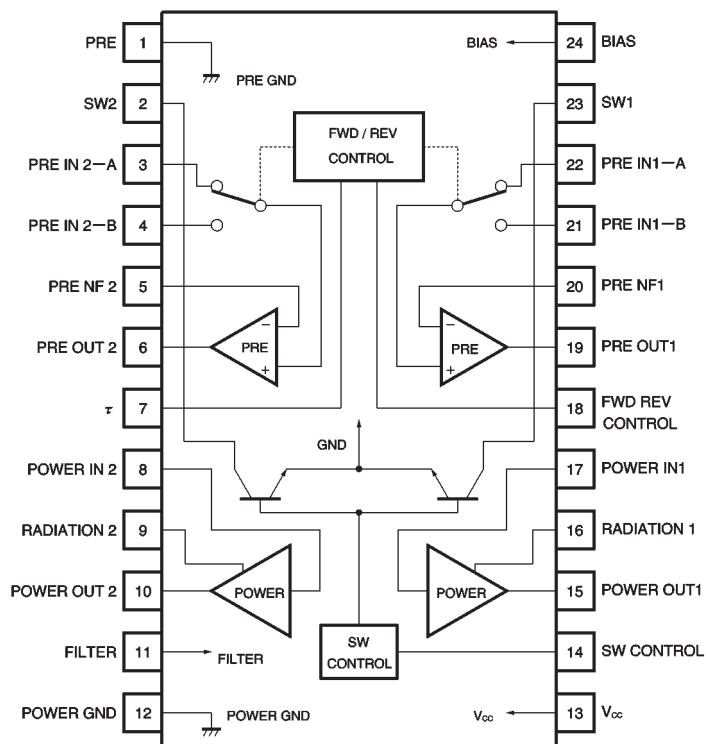 PRE 1 24 BIAS
BIAS
PRE GND
SW2 2 23 SW1
FWD / REV
CONTROL
PRE IN 2–A 3 22 PRE IN1–A
PRE IN 2–B 4 21 PRE IN1–B
PRE NF 2 5 20 PRE NF1
– –
PRE OUT 2 6 PRE PRE 19 PRE OUT1
+ +
τ 7 18 FWD REV
CONTROL
GND
POWER IN 2 8 17 POWER IN1
RADIATION 2 9 16 RADIATION 1
POWER OUT 2 10 POWER POWER 15 POWER OUT1
FILTER 11 FILTER SW
CONTROL 14 SW CONTROL
POWER GND 12 POWER GND Vcc 13 Vcc